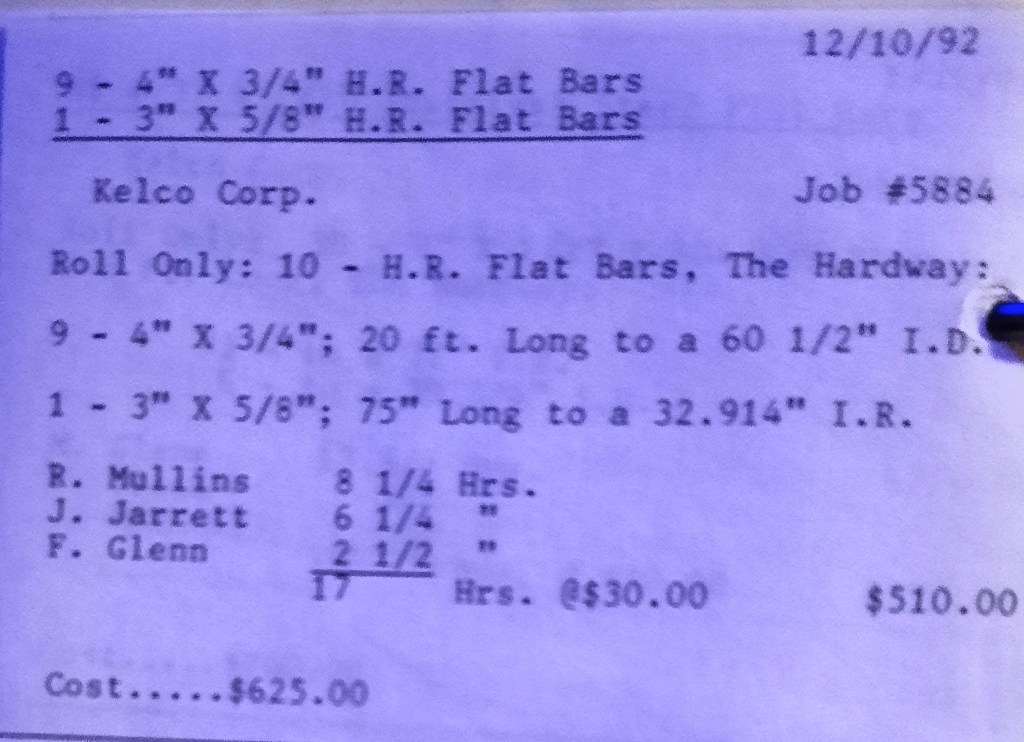 12/10/92
9 - 4" X 3/4" H.R. Flat Bars
1 - 3" X 5/8" H.R. Flat Bars
Kelco Corp. Job #5884
Roll Only: 10 - H.R. Flat Bars, The Hardway:
9 - 4" X 3/4"; 20 ft. Long to a 60 1/2" I.D.
1 - 3" X 5/8"; 75" Long to a 32.914" I.R.
R. Mullins 8 1/4 Hrs.
J. Jarrett 6 1/4 "
F. Glenn 2 1/2 "
17 Hrs. @$30.00 $510.00
Cost.....$625.00